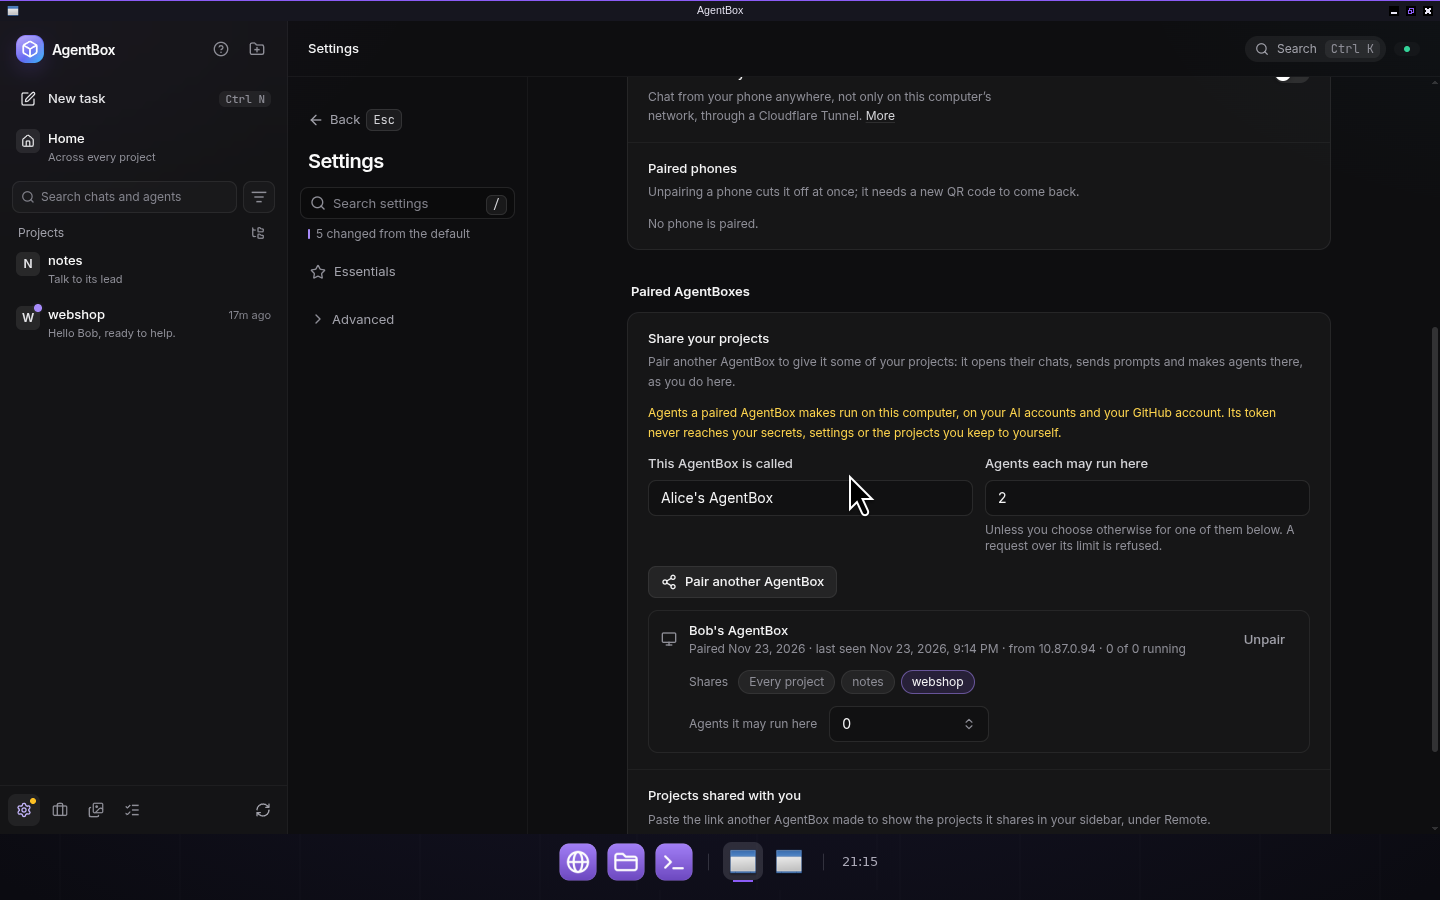 AgentBox
AgentBox
Settings
Search Ctrl K
New task Ctrl N
Home
Across every project
Search chats and agents
Projects
N notes
Talk to its lead
W webshop 17m ago
Hello Bob, ready to help.
Back Esc
Settings
Search settings /
5 changed from the default
Essentials
Advanced
Chat from your phone anywhere, not only on this computer’s
network, through a Cloudflare Tunnel. More
Paired phones
Unpairing a phone cuts it off at once; it needs a new QR code to come back.
No phone is paired.
Paired AgentBoxes
Share your projects
Pair another AgentBox to give it some of your projects: it opens their chats, sends prompts and makes agents there,
as you do here.
Agents a paired AgentBox makes run on this computer, on your AI accounts and your GitHub account. Its token
never reaches your secrets, settings or the projects you keep to yourself.
This AgentBox is called Agents each may run here
Alice's AgentBox 2
Unless you choose otherwise for one of them below. A
request over its limit is refused.
Pair another AgentBox
Bob's AgentBox
Paired Nov 23, 2026 · last seen Nov 23, 2026, 9:14 PM · from 10.87.0.94 · 0 of 0 running
Unpair
Shares Every project notes webshop
Agents it may run here 0
Projects shared with you
Paste the link another AgentBox made to show the projects it shares in your sidebar, under Remote.
21:15